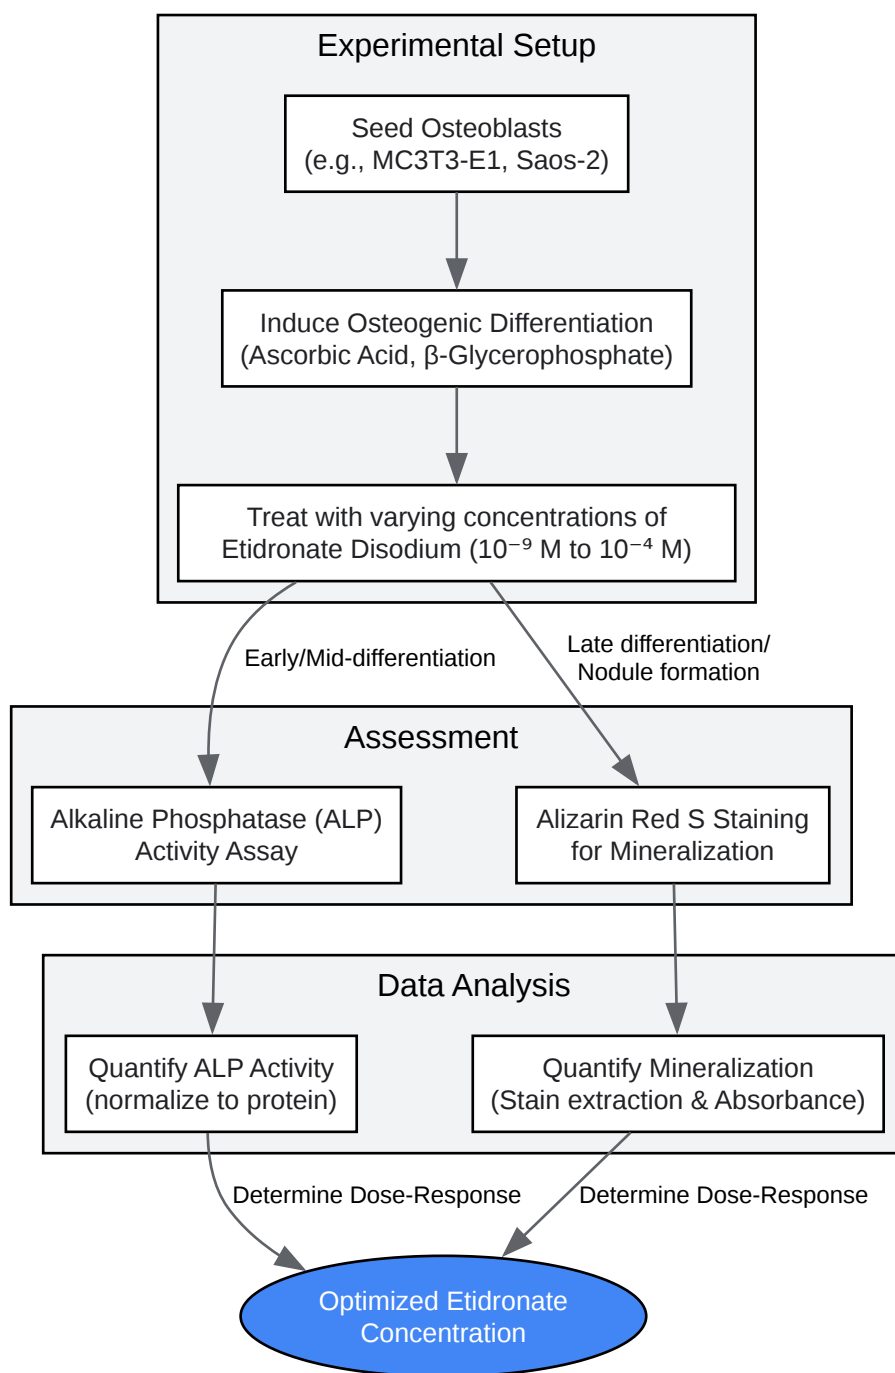 Experimental Setup
Seed Osteoblasts
(e.g., MC3T3-E1, Saos-2)
Induce Osteogenic Differentiation
(Ascorbic Acid, β-Glycerophosphate)
Treat with varying concentrations of
Etidronate Disodium (10⁻⁹ M to 10⁻⁴ M)
Early/Mid-differentiation
Late differentiation/
Nodule formation
Assessment
Alkaline Phosphatase (ALP)
Activity Assay
Alizarin Red S Staining
for Mineralization
Data Analysis
Quantify ALP Activity
(normalize to protein)
Quantify Mineralization
(Stain extraction & Absorbance)
Determine Dose-Response
Determine Dose-Response
Optimized Etidronate
Concentration